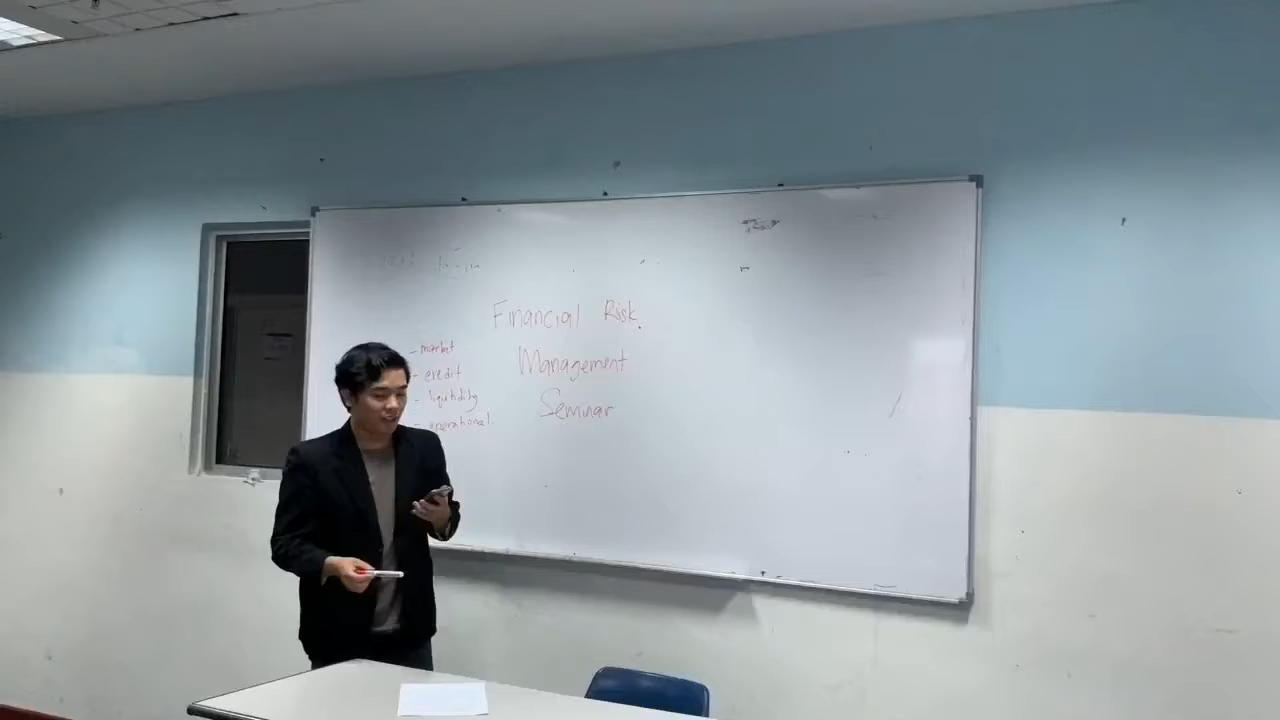 Financial Risk
Management
Seminar
- market
- credit
- liquidity
- operational